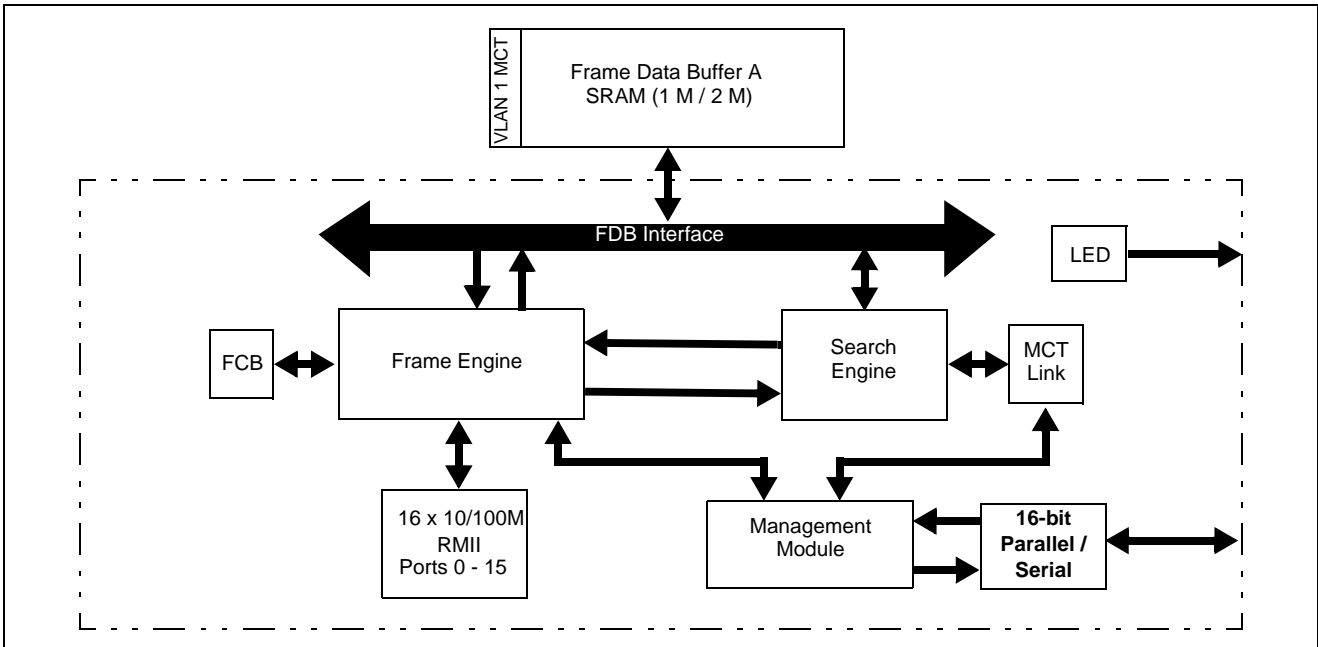 VLAN 1 MCT
Frame Data Buffer A
SRAM (1 M / 2 M)
FDB Interface
LED
FCB
Frame Engine
Search
Engine
MCT
Link
16 x 10/100M
RMII
Ports 0 - 15
Management
Module
16-bit
Parallel /
Serial